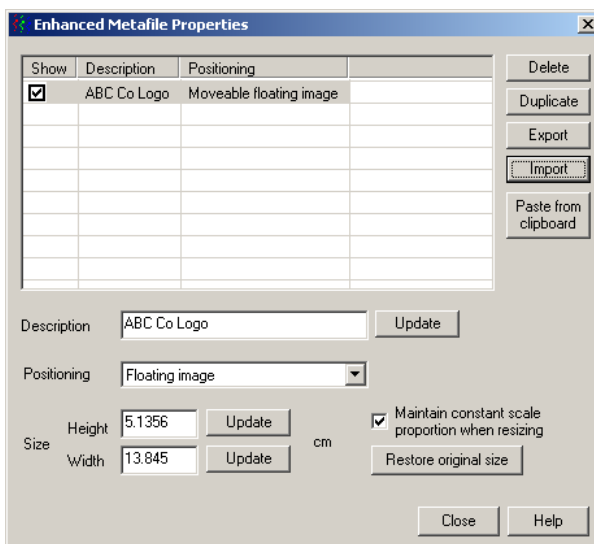 Enhanced Metafile Properties
Show Description Positioning
ABC Co Logo Moveable floating image
Delete
Duplicate
Export
Import
Paste from
clipboard
Description ABC Co Logo Update
Positioning Floating image
Size
Height 5.1356 Update
Width 13.845 Update
cm
Maintain constant scale
proportion when resizing
Restore original size
Close Help